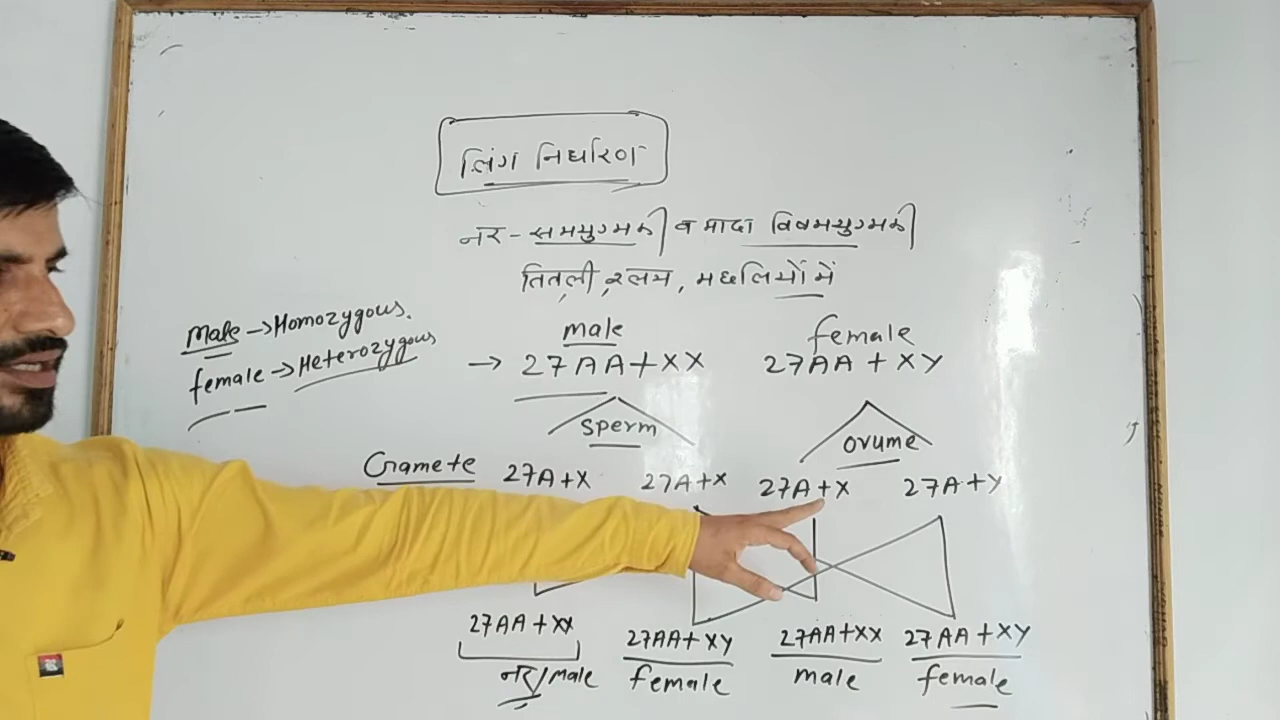 लिंग निर्धारण
नर - समयुग्मकी व मादा विषमयुग्मकी
तितली, शलभ, मछलियों में
Male → Homozygous.
female → Heterozygous
male female
→ 27AA+XX 27AA + XY
Sperm ovume
Gamete 27A+X 27A+X 27A+X 27A+Y
27AA+XX 27AA+XY 27AA+XX 27AA+XY
नर/male female male female